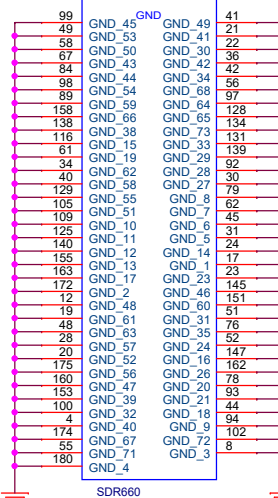 GND
99 GND_45 GND_49 41
49 GND_53 GND_41 21
58 GND_50 GND_30 22
67 GND_43 GND_42 36
84 GND_44 GND_34 42
98 GND_54 GND_68 56
89 GND_59 GND_64 97
158 GND_66 GND_65 128
138 GND_38 GND_73 134
116 GND_15 GND_33 131
61 GND_19 GND_29 139
34 GND_62 GND_28 92
40 GND_58 GND_27 30
129 GND_55 GND_8 79
105 GND_51 GND_7 62
109 GND_10 GND_6 45
125 GND_11 GND_5 31
140 GND_12 GND_14 24
155 GND_13 GND_1 17
163 GND_17 GND_23 23
172 GND_2 GND_46 145
12 GND_48 GND_60 151
19 GND_61 GND_31 51
48 GND_63 GND_35 76
28 GND_57 GND_24 52
20 GND_52 GND_16 147
175 GND_56 GND_26 162
160 GND_47 GND_20 78
153 GND_39 GND_21 93
100 GND_32 GND_18 44
4 GND_40 GND_9 94
174 GND_67 GND_72 102
55 GND_71 GND_3 8
180 GND_4
SDR660